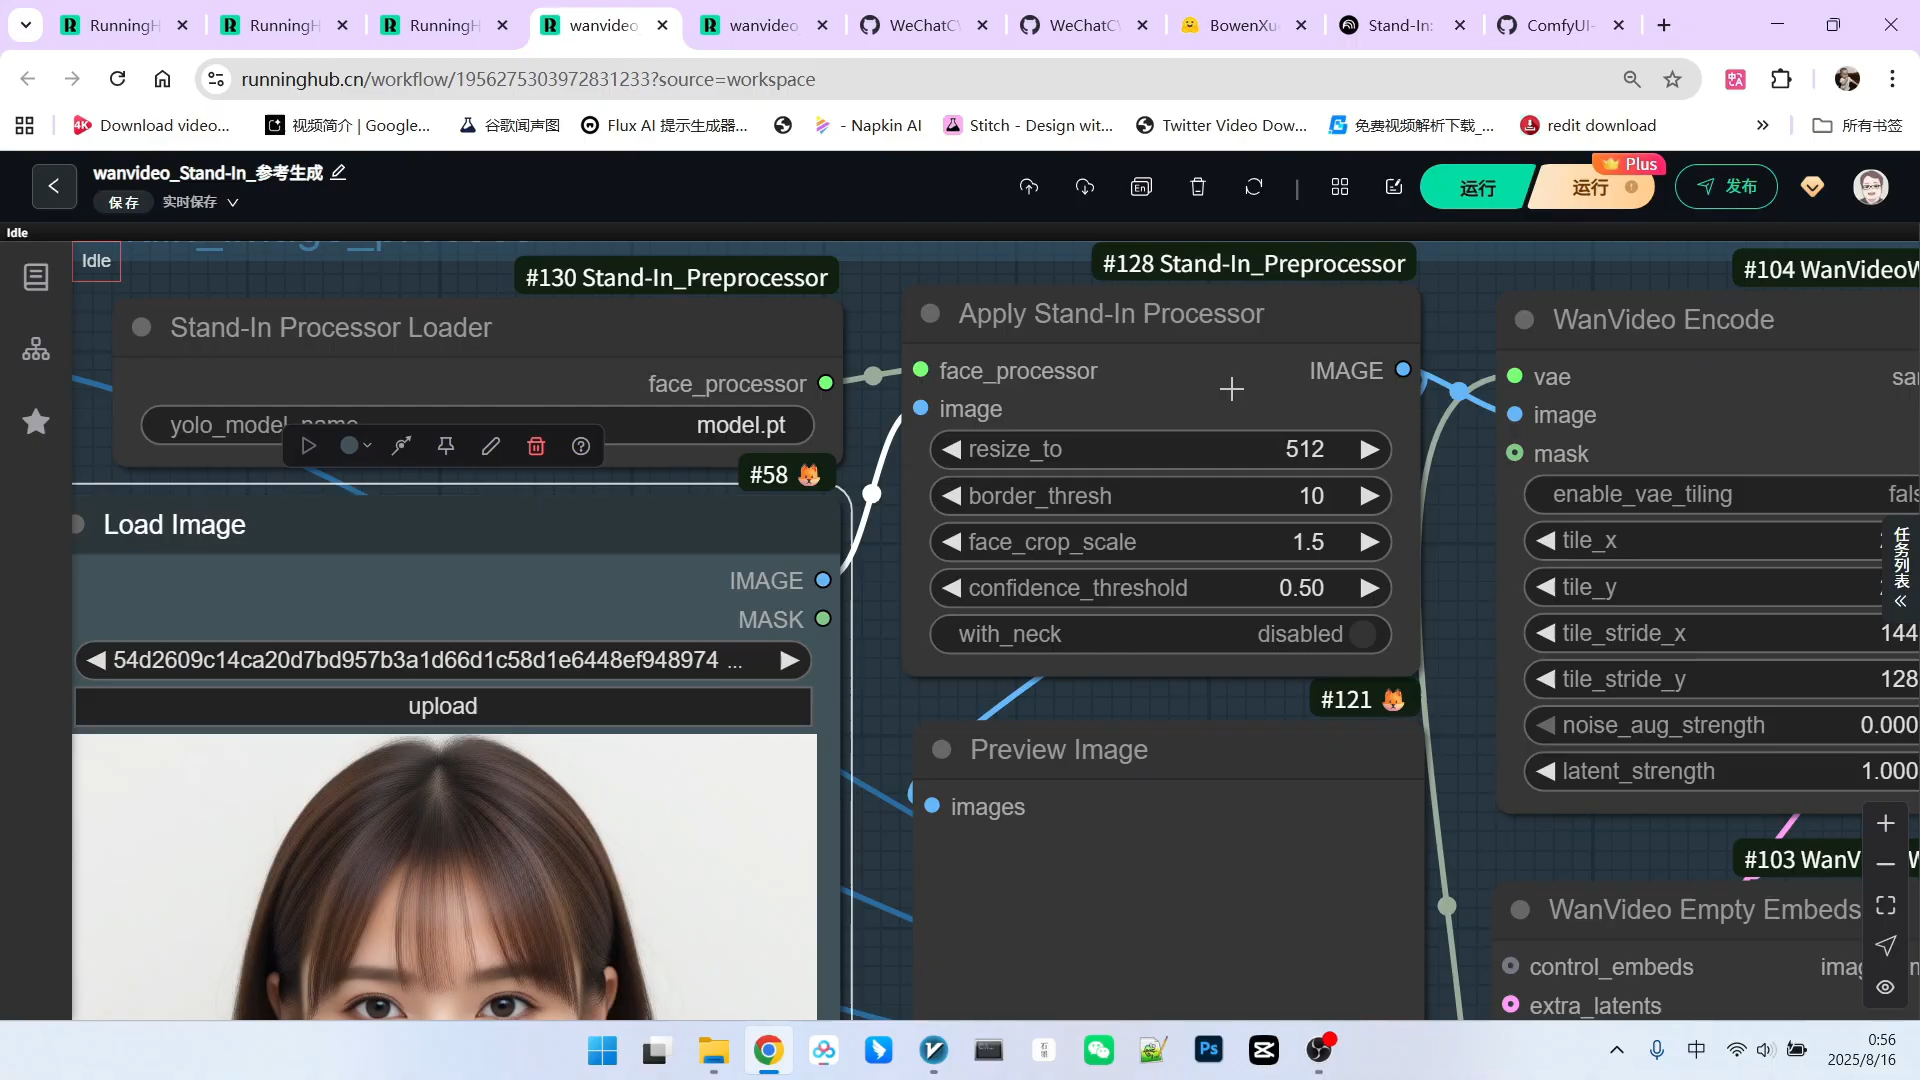 RunningH
RunningH
RunningH
wanvideo
wanvideo
WeChatCV
WeChatCV
BowenXue
Stand-In:
ComfyUI-
runninghub.cn/workflow/1956275303972831233?source=workspace
Download video...
视频简介 | Google...
谷歌闻声图
Flux AI 提示生成器...
- Napkin AI
Stitch - Design wit...
Twitter Video Dow...
免费视频解析下载_...
redit download
所有书签
wanvideo_Stand-In_参考生成
保存
实时保存
En
运行
运行
Plus
发布
Idle
Idle
#130 Stand-In_Preprocessor
Stand-In Processor Loader
face_processor
model.pt
#58
Load Image
IMAGE
MASK
54d2609c14ca20d7bd957b3a1d66d1c58d1e6448ef948974 ...
upload
#128 Stand-In_Preprocessor
Apply Stand-In Processor
face_processor
IMAGE
image
resize_to 512
border_thresh 10
face_crop_scale 1.5
confidence_threshold 0.50
with_neck disabled
#121
Preview Image
images
#104 WanVideoW
WanVideo Encode
vae
image
mask
enable_vae_tiling
tile_x
tile_y
tile_stride_x 144
tile_stride_y 128
noise_aug_strength 0.000
latent_strength 1.000
任务列表
#103 WanV
WanVideo Empty Embeds
control_embeds
extra_latents
石墨
Ps
中
0:56
2025/8/16